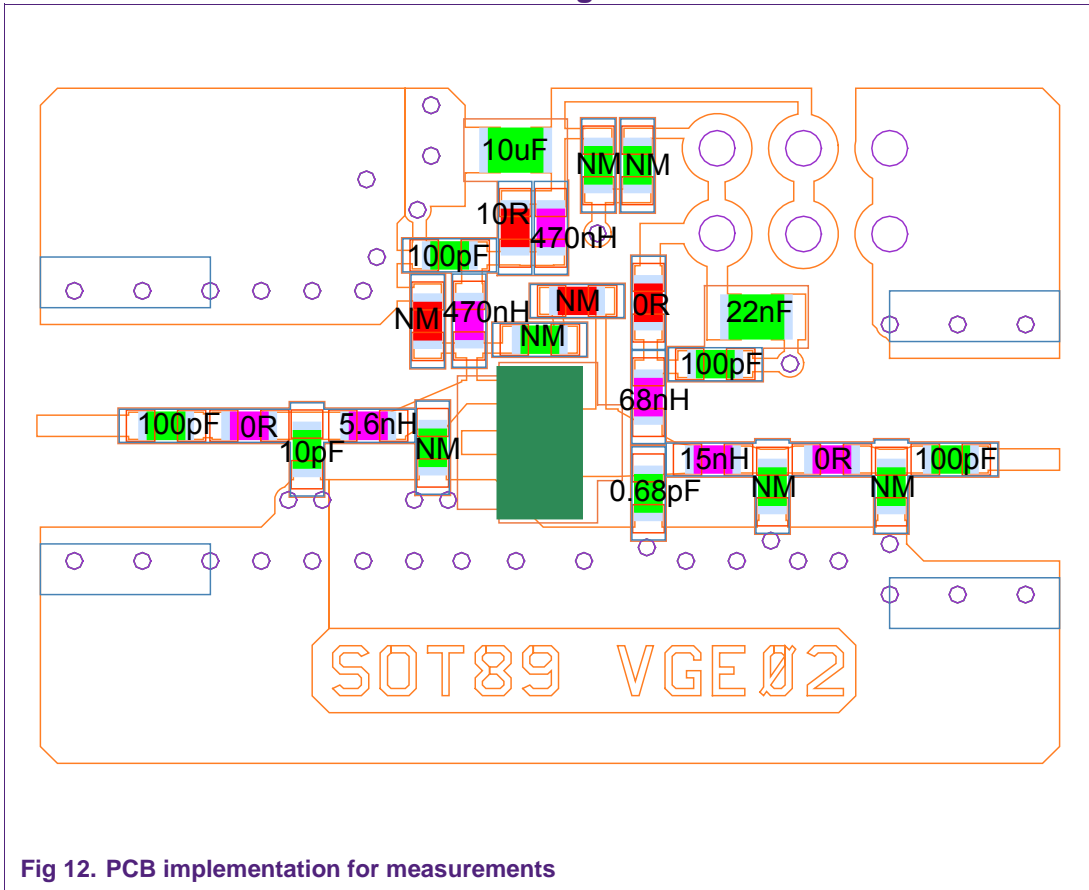 10uF
NM
NM
10R
470nH
100pF
NM
470nH
NM
0R
22nF
NM
100pF
68nH
100pF
0R
5.6nH
10pF
NM
15nH
0R
100pF
0.68pF
NM
NM
SOT89 VGEØ2
Fig 12. PCB implementation for measurements